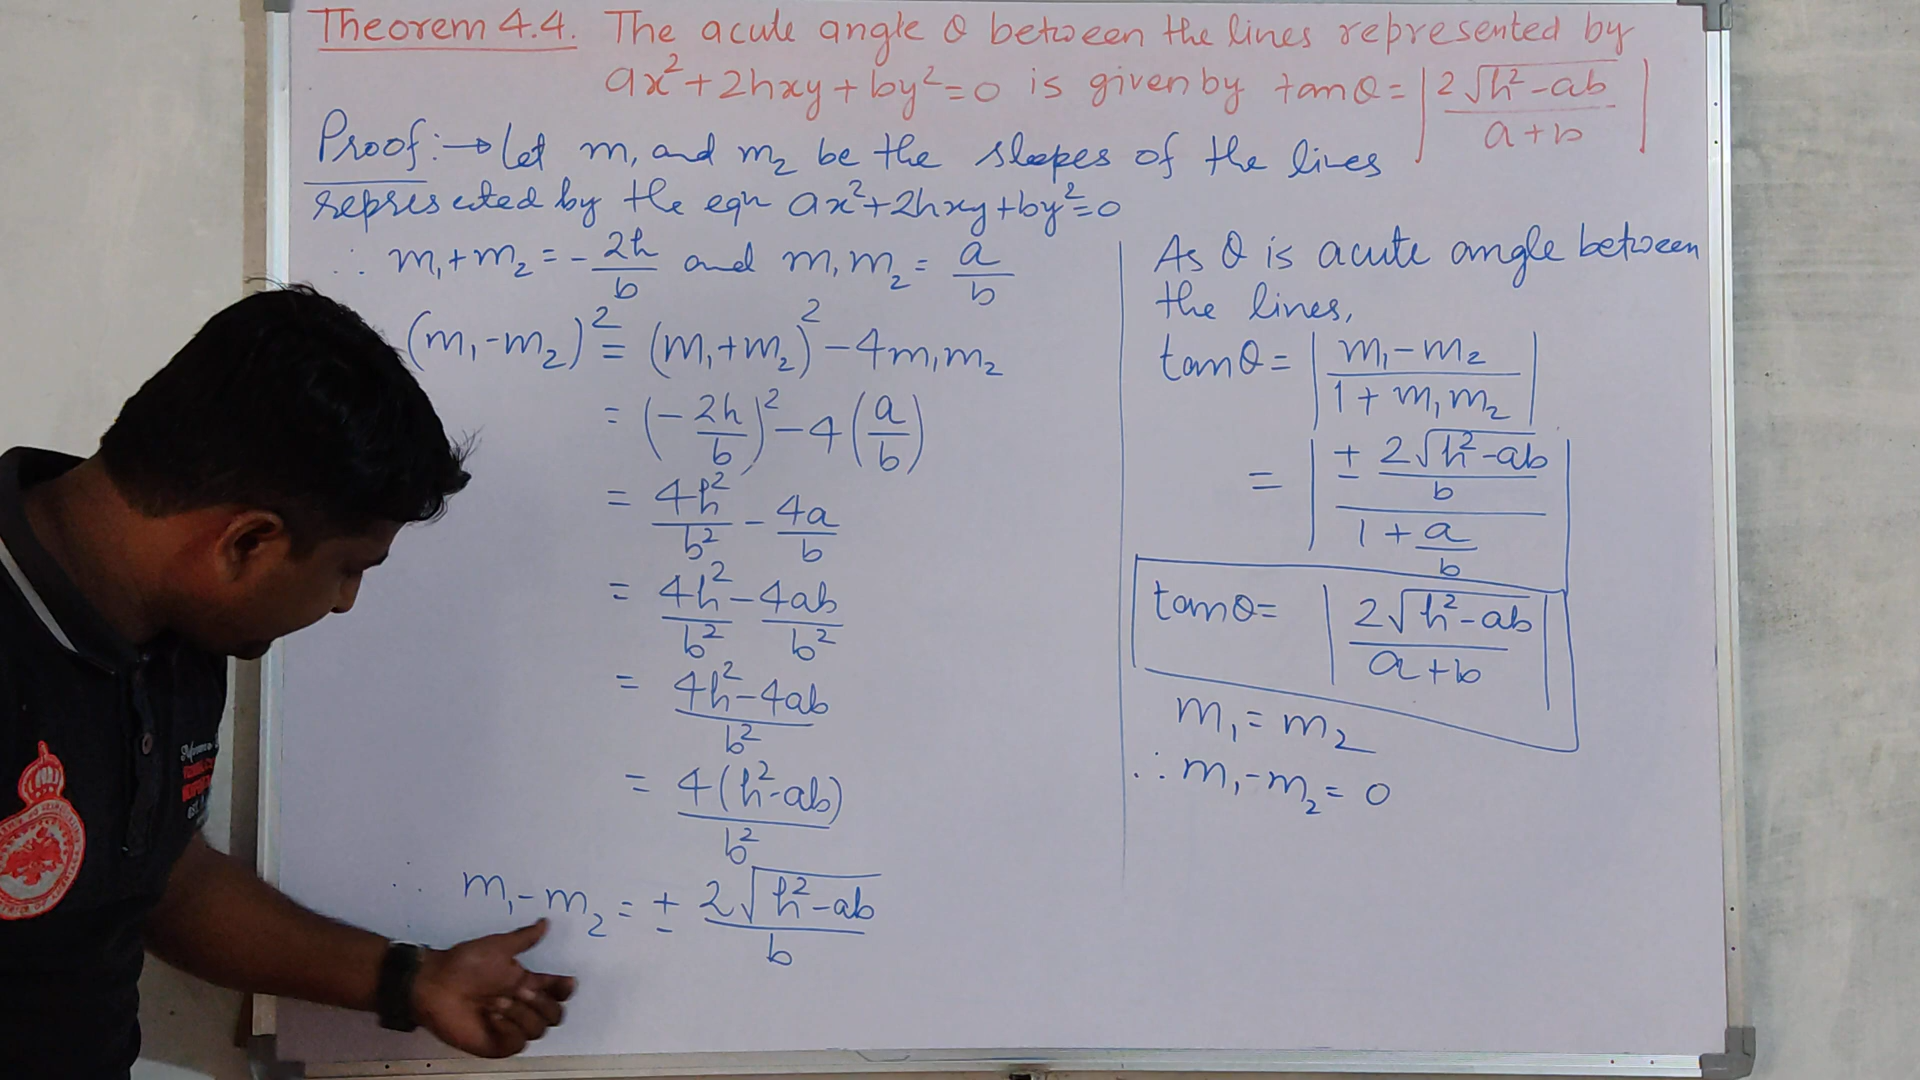 Theorem 4.4. The acute angle θ between the lines represented by
ax²+2hxy+by²=0 is given by tanθ=|2√h²-ab / a+b|
Proof:→ Let m₁ and m₂ be the slopes of the lines
represented by the eqn ax²+2hxy+by²=0
∴ m₁+m₂=-2h/b and m₁m₂=a/b
(m₁-m₂)²=(m₁+m₂)²-4m₁m₂
=(-2h/b)²-4(a/b)
=4h²/b²-4a/b
=4h²/b²-4ab/b²
=4h²-4ab/b²
=4(h²-ab)/b²
∴ m₁-m₂=±2√h²-ab/b
As θ is acute angle between
the lines,
tanθ=|m₁-m₂ / 1+m₁m₂|
=|±2√h²-ab/b / 1+a/b|
tanθ=|2√h²-ab / a+b|
m₁=m₂
∴ m₁-m₂=0